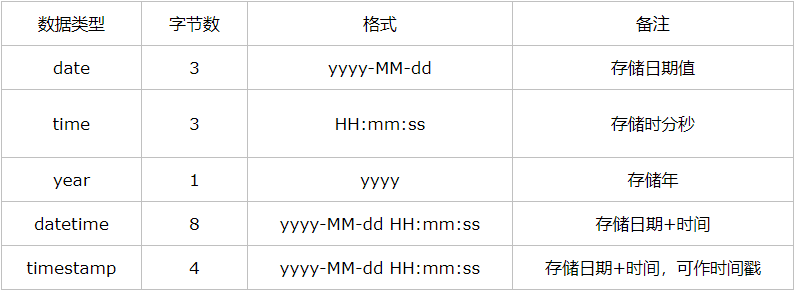 数据类型 字节数 格式 备注
date 3 yyyy-MM-dd 存储日期值
time 3 HH:mm:ss 存储时分秒
year 1 yyyy 存储年
datetime 8 yyyy-MM-dd HH:mm:ss 存储日期+时间
timestamp 4 yyyy-MM-dd HH:mm:ss 存储日期+时间，可作时间戳